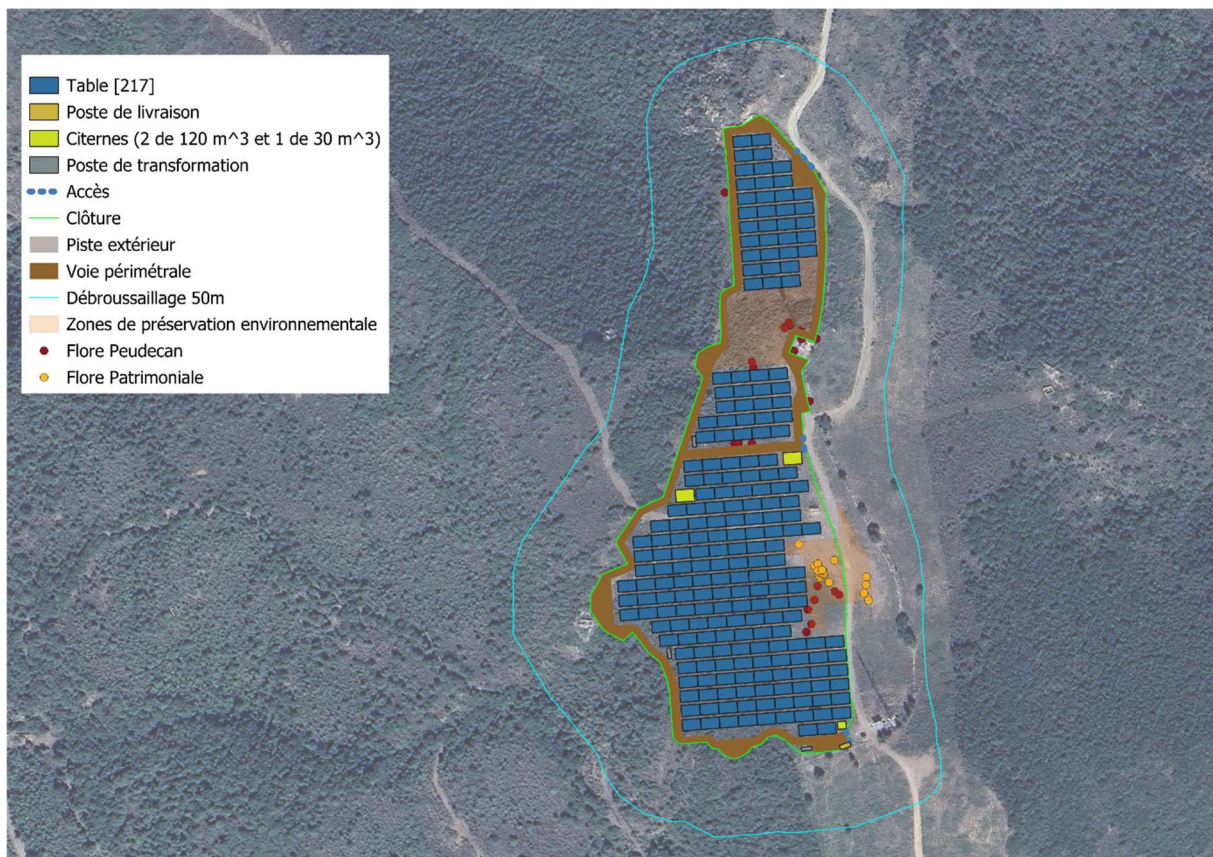 Table [217]
Poste de livraison
Citernes (2 de 120 m^3 et 1 de 30 m^3)
Poste de transformation
Accès
Clôture
Piste extérieur
Voie périmétrale
Débroussaillage 50m
Zones de préservation environnementale
Flore Peudecan
Flore Patrimoniale